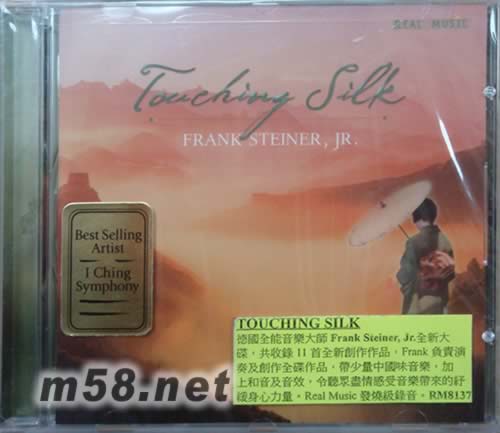 REAL MUSIC
Touching Silk
FRANK STEINER, JR.
Best Selling
Artist
I Ching
Symphony
TOUCHING SILK
德國全能音樂大師 Frank Steiner, Jr.全新大
碟，共收錄 11 首全新創作作品，Frank 負責演
奏及創作全碟作品，帶少量中國味音樂，加
上和音及音效，令聽眾盡情感受音樂帶來的紓
緩身心力量。Real Music 發燒級錄音。RM8137
m58.net